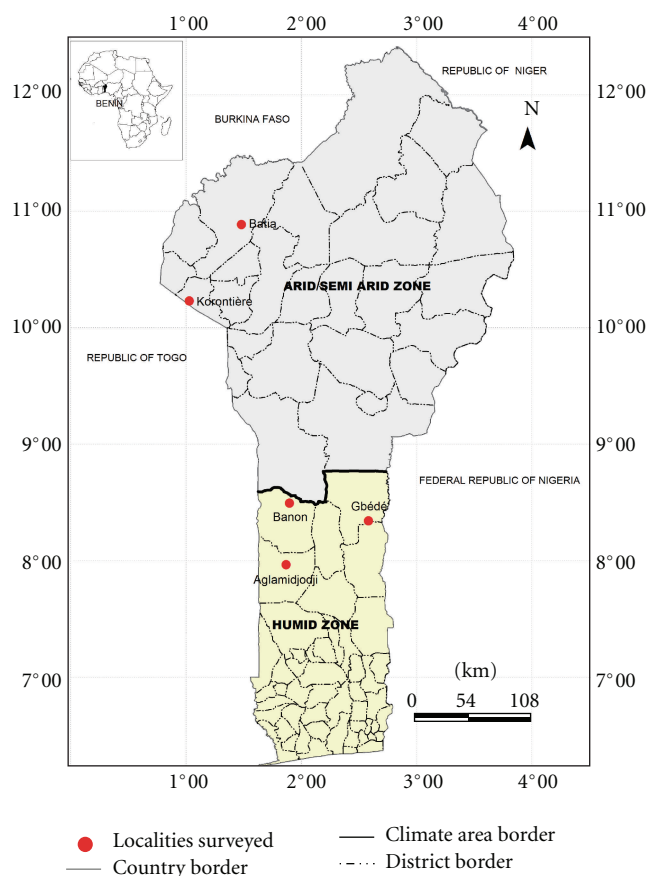 1°00 2°00 3°00 4°00
BENIN
REPUBLIC OF NIGER
12°00 12°00
BURKINA FASO
N
11°00 11°00
Batia
ARID/SEMI ARID ZONE
Korontière
10°00 10°00
REPUBLIC OF TOGO
9°00 9°00
FEDERAL REPUBLIC OF NIGERIA
Gbédé
Banon
8°00 8°00
Aglamidjodji
HUMID ZONE
(km)
7°00 7°00
0 54 108
1°00 2°00 3°00 4°00
Localities surveyed
Country border
Climate area border
District border